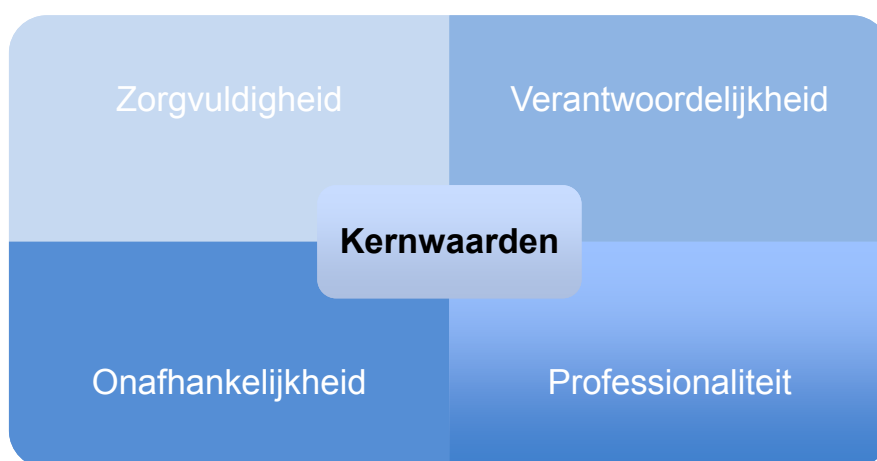 Zorgvuldigheid
Verantwoordelijkheid
Kernwaarden
Onafhankelijkheid
Professionaliteit